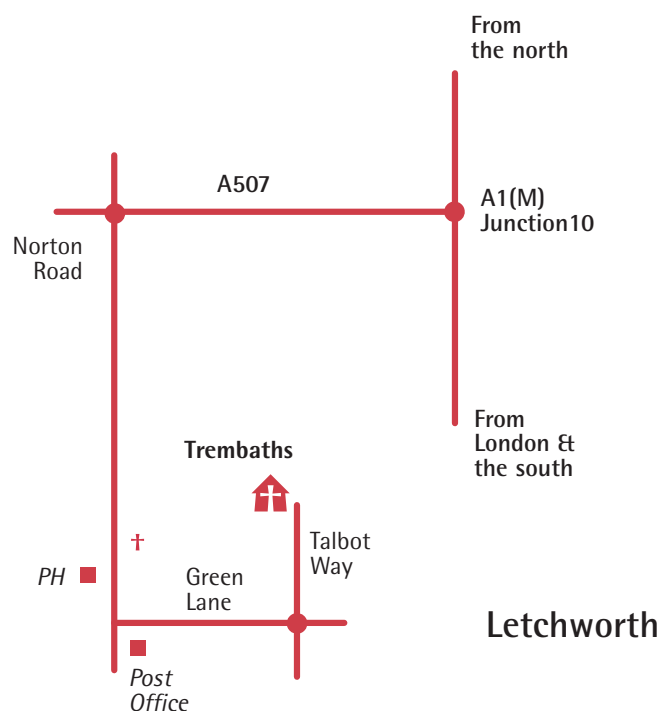 From
the north
A507
A1(M)
Junction10
Norton
Road
From
London &
the south
Trembaths
Talbot
Way
PH
Green
Lane
Letchworth
Post
Office